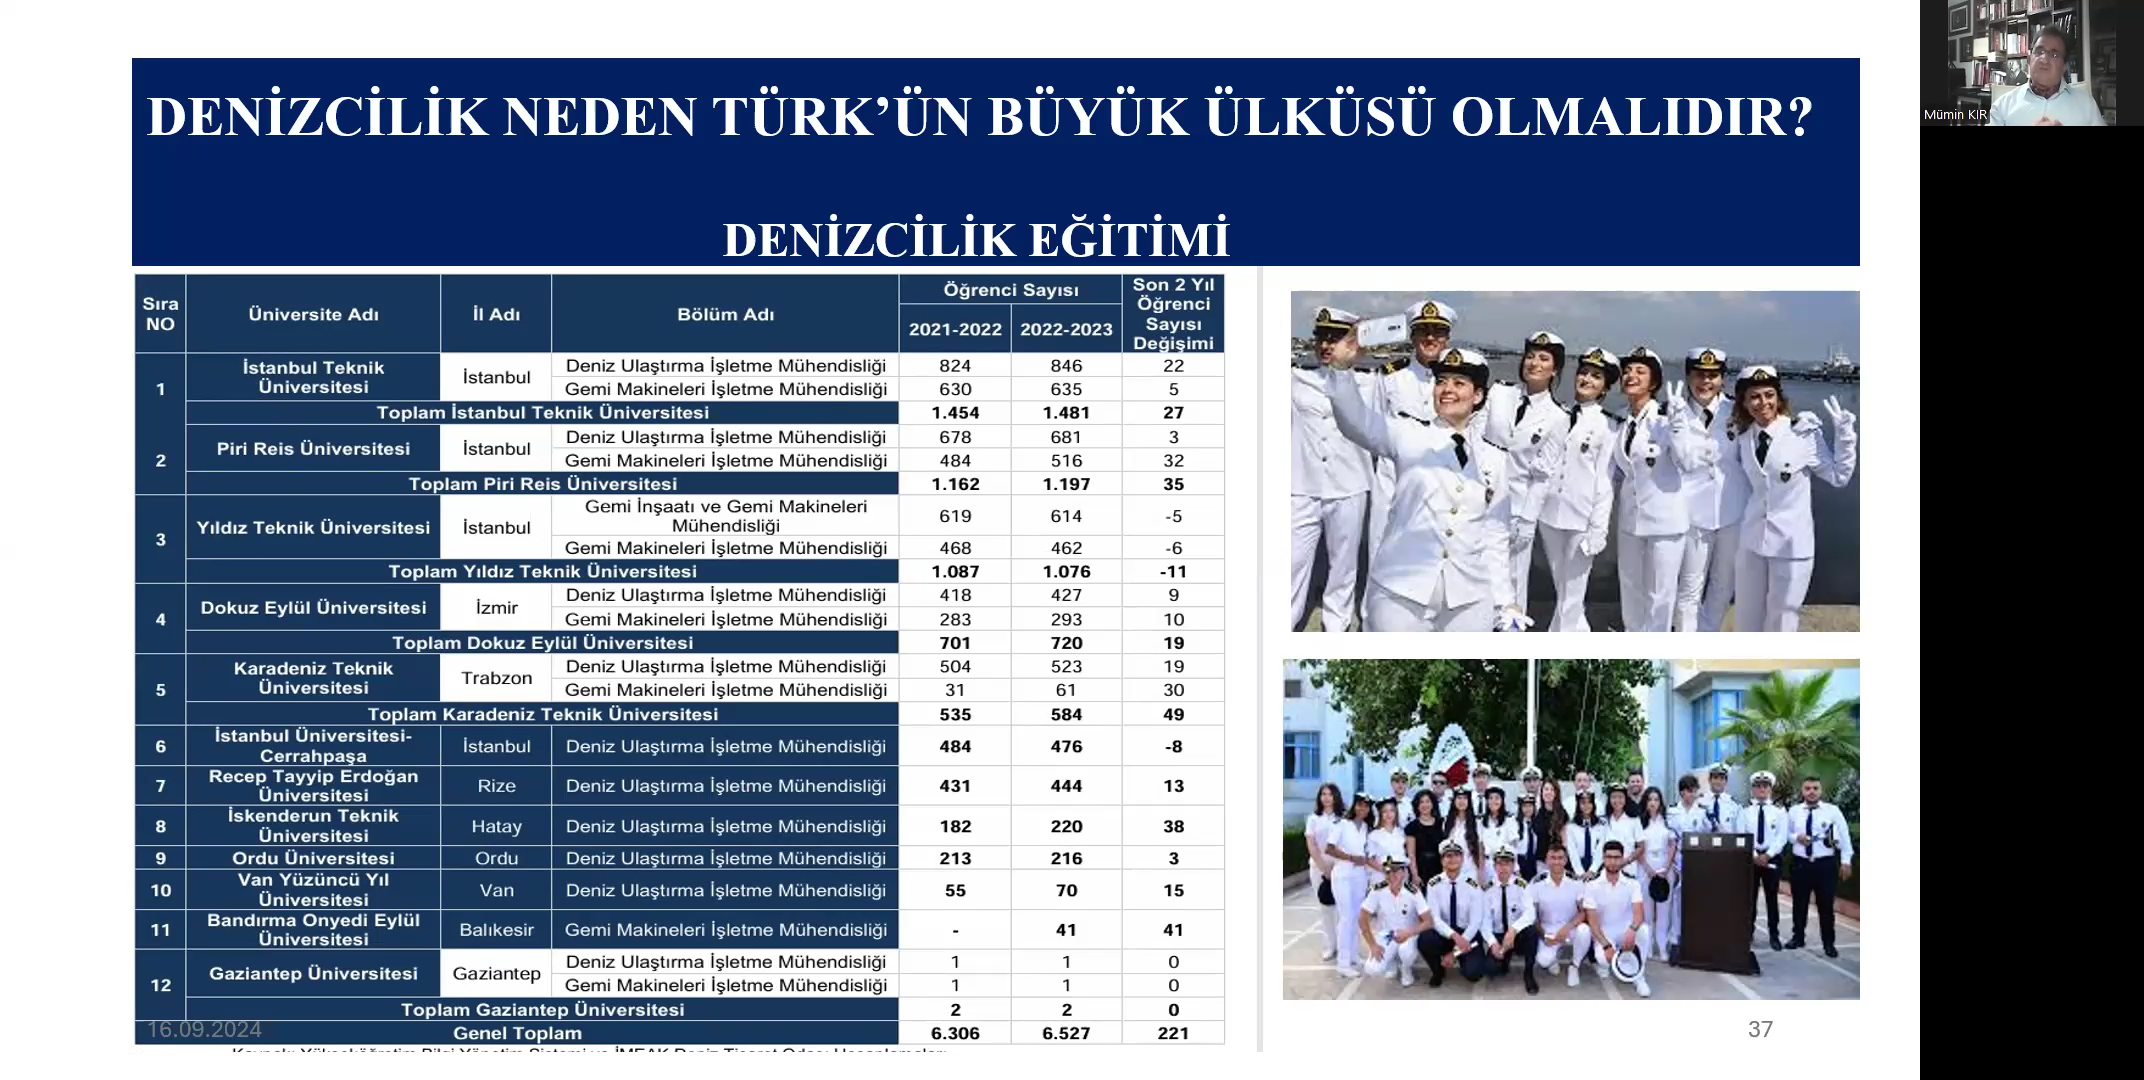 DENİZCİLİK NEDEN TÜRK’ÜN BÜYÜK ÜLKÜSÜ OLMALIDIR?
DENİZCİLİK EĞİTİMİ
Mümin KIR
Sıra NO Üniversite Adı İl Adı Bölüm Adı Öğrenci Sayısı Son 2 Yıl Öğrenci Sayısı Değişimi
2021-2022 2022-2023
1 İstanbul Teknik Üniversitesi İstanbul Deniz Ulaştırma İşletme Mühendisliği 824 846 22
Gemi Makineleri İşletme Mühendisliği 630 635 5
Toplam İstanbul Teknik Üniversitesi 1.454 1.481 27
2 Piri Reis Üniversitesi İstanbul Deniz Ulaştırma İşletme Mühendisliği 678 681 3
Gemi Makineleri İşletme Mühendisliği 484 516 32
Toplam Piri Reis Üniversitesi 1.162 1.197 35
3 Yıldız Teknik Üniversitesi İstanbul Gemi İnşaatı ve Gemi Makineleri Mühendisliği 619 614 -5
Gemi Makineleri İşletme Mühendisliği 468 462 -6
Toplam Yıldız Teknik Üniversitesi 1.087 1.076 -11
4 Dokuz Eylül Üniversitesi İzmir Deniz Ulaştırma İşletme Mühendisliği 418 427 9
Gemi Makineleri İşletme Mühendisliği 283 293 10
Toplam Dokuz Eylül Üniversitesi 701 720 19
5 Karadeniz Teknik Üniversitesi Trabzon Deniz Ulaştırma İşletme Mühendisliği 504 523 19
Gemi Makineleri İşletme Mühendisliği 31 61 30
Toplam Karadeniz Teknik Üniversitesi 535 584 49
6 İstanbul Üniversitesi-Cerrahpaşa İstanbul Deniz Ulaştırma İşletme Mühendisliği 484 476 -8
7 Recep Tayyip Erdoğan Üniversitesi Rize Deniz Ulaştırma İşletme Mühendisliği 431 444 13
8 İskenderun Teknik Üniversitesi Hatay Deniz Ulaştırma İşletme Mühendisliği 182 220 38
9 Ordu Üniversitesi Ordu Deniz Ulaştırma İşletme Mühendisliği 213 216 3
10 Van Yüzüncü Yıl Üniversitesi Van Deniz Ulaştırma İşletme Mühendisliği 55 70 15
11 Bandırma Onyedi Eylül Üniversitesi Balıkesir Gemi Makineleri İşletme Mühendisliği - 41 41
12 Gaziantep Üniversitesi Gaziantep Deniz Ulaştırma İşletme Mühendisliği 1 1 0
Gemi Makineleri İşletme Mühendisliği 1 1 0
Toplam Gaziantep Üniversitesi 2 2 0
Genel Toplam 6.306 6.527 221
16.09.2024
37